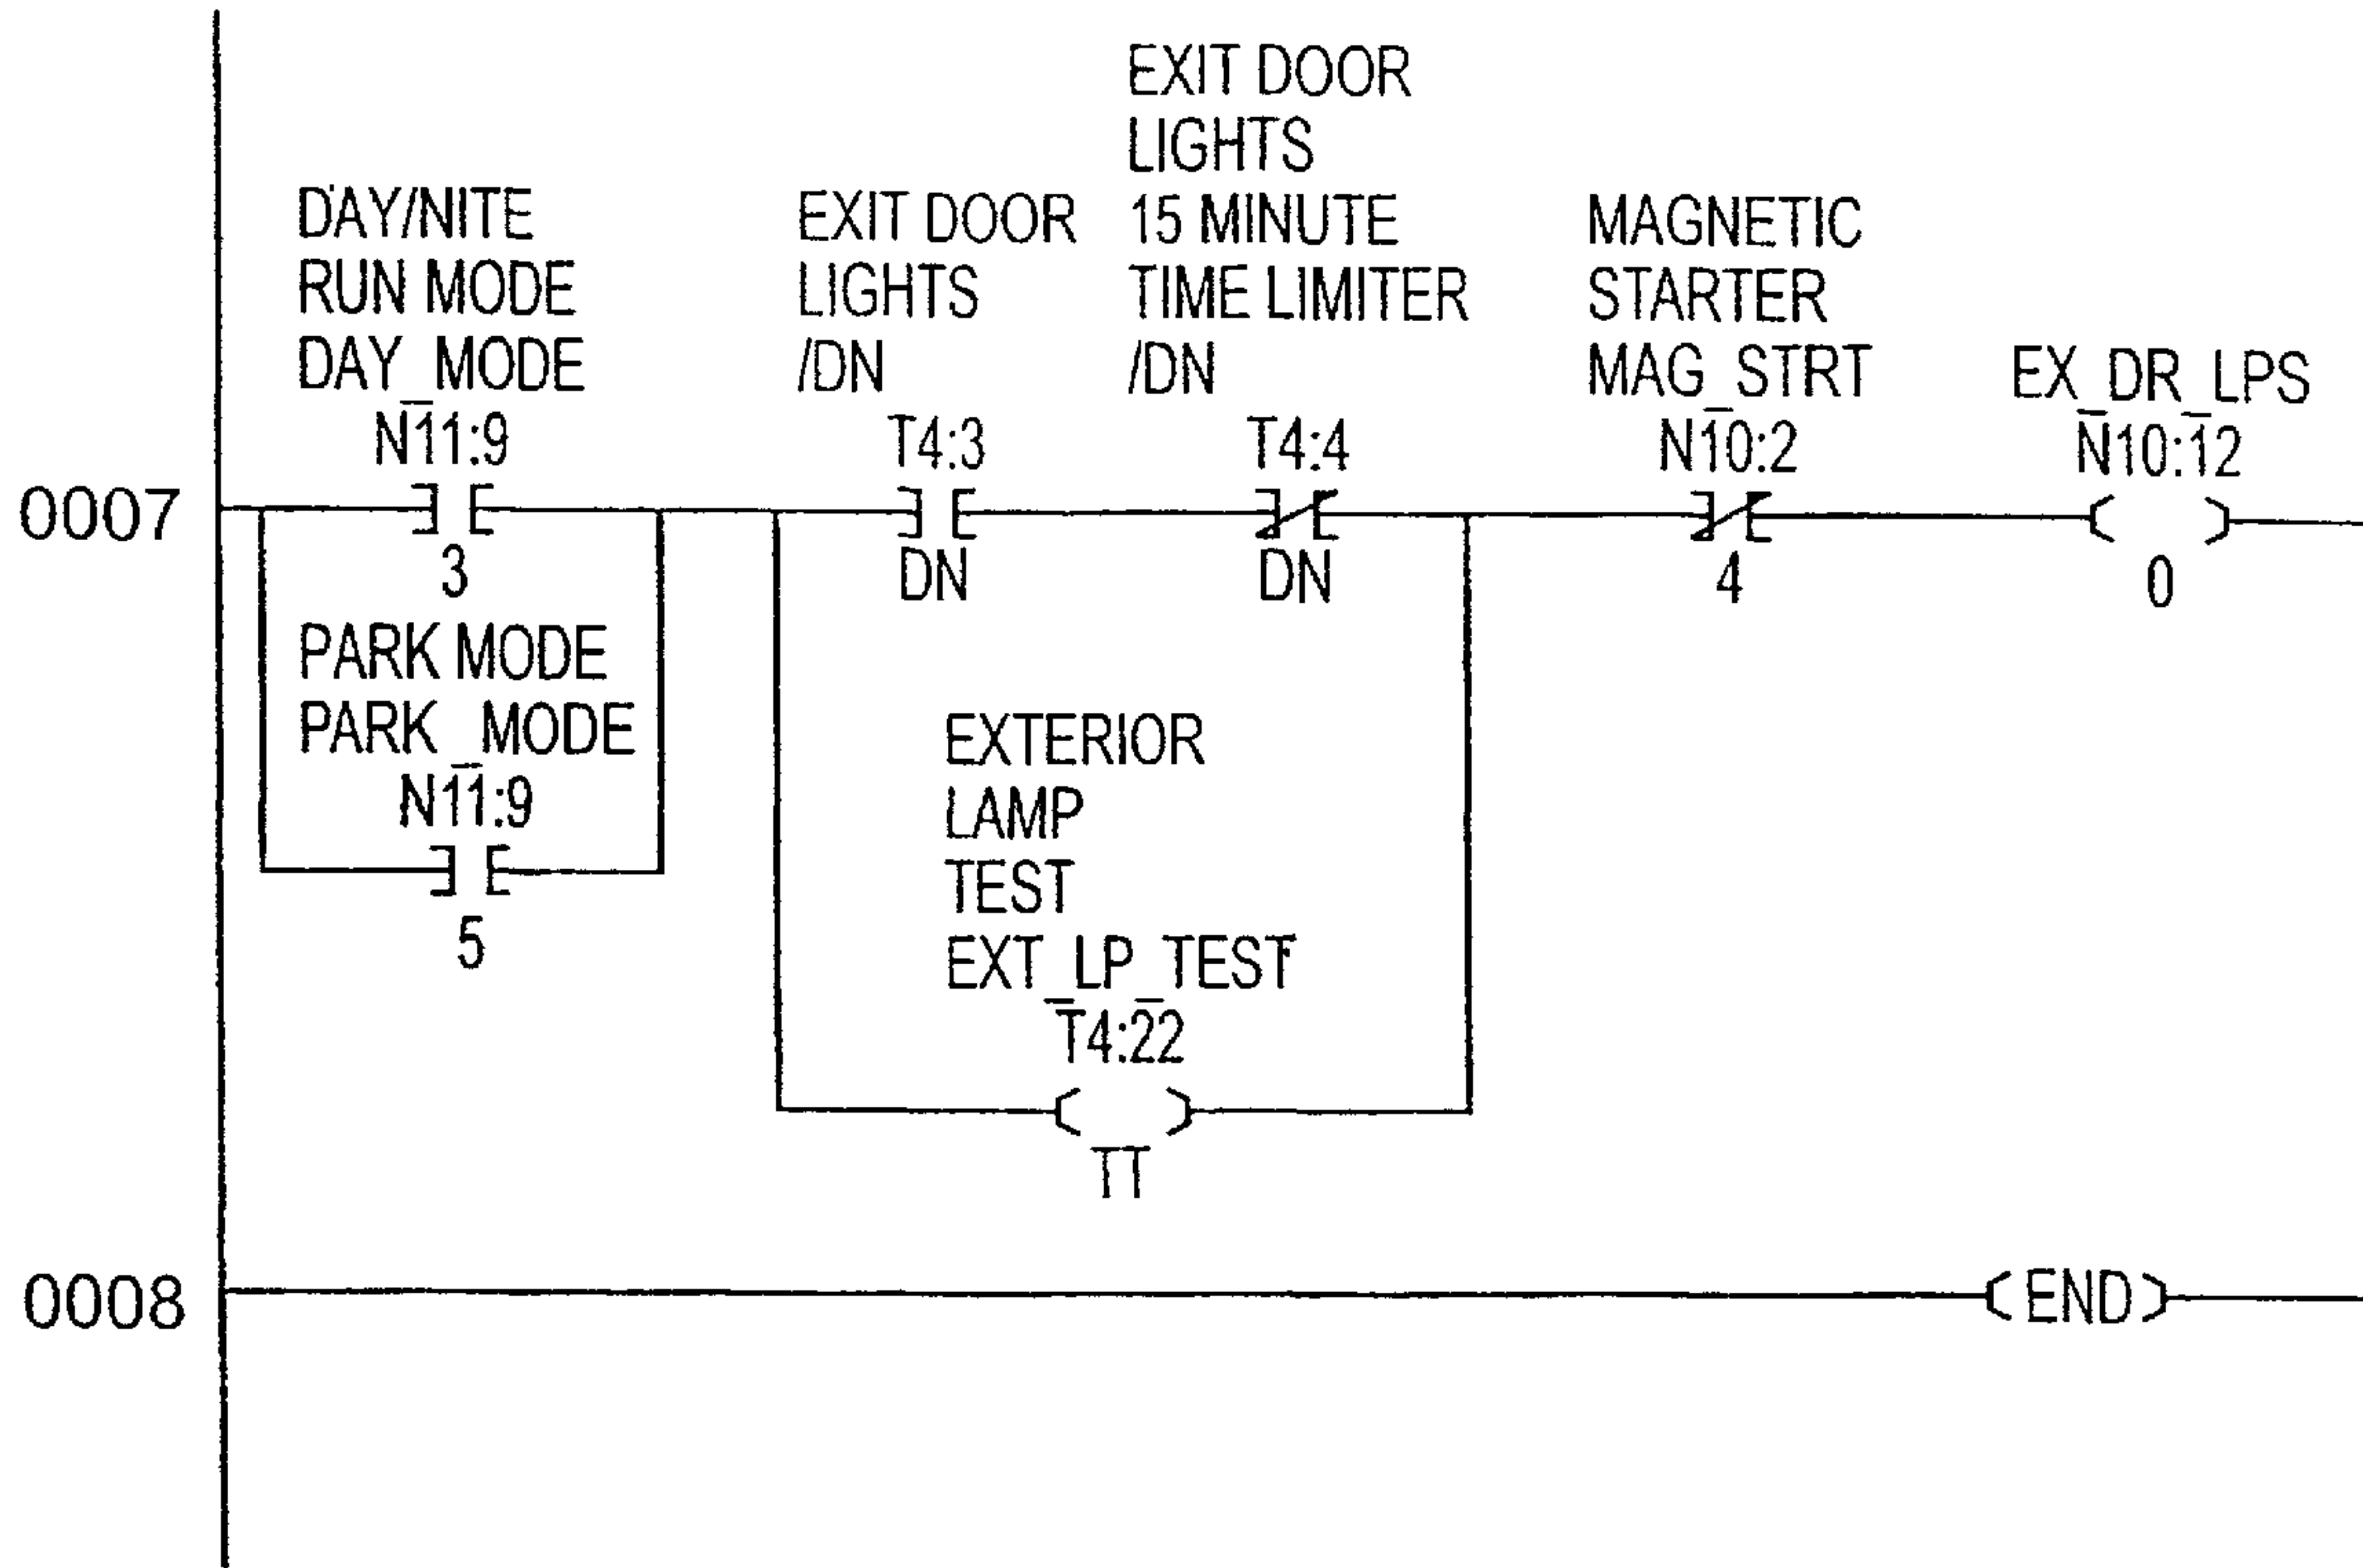 EXIT DOOR
LIGHTS
15 MINUTE
TIME LIMITER
/DN
DAY/NITE
RUN MODE
DAY_MODE
N11:9
EXIT DOOR
LIGHTS
/DN
T4:3
T4:4
MAGNETIC
STARTER
MAG_STRT
N10:2
EX_DR_LPS
N10:12
0007
3
DN
DN
4
0
PARK MODE
PARK_MODE
N11:9
5
EXTERIOR
LAMP
TEST
EXT_LP_TEST
T4:22
TT
0008
END